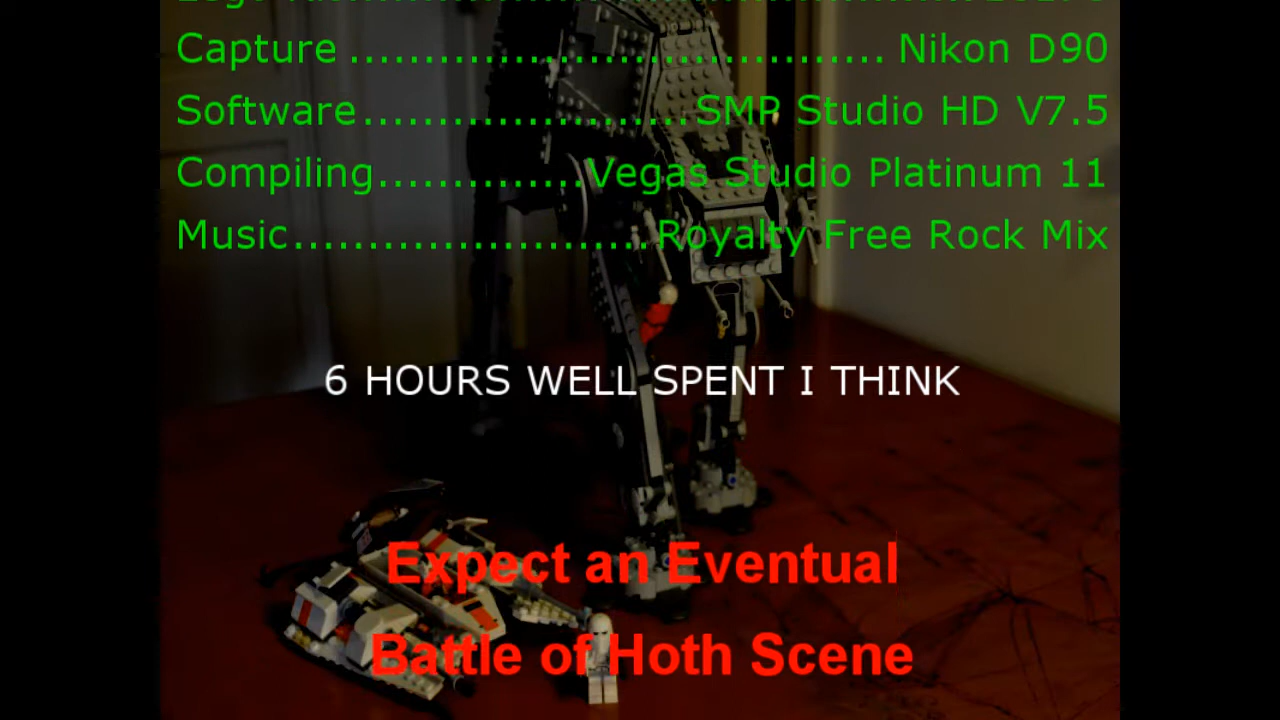 Capture ................................... Nikon D90
Software......................SMP Studio HD V7.5
Compiling..............Vegas Studio Platinum 11
Music........................Royalty Free Rock Mix
6 HOURS WELL SPENT I THINK
Expect an Eventual
Battle of Hoth Scene